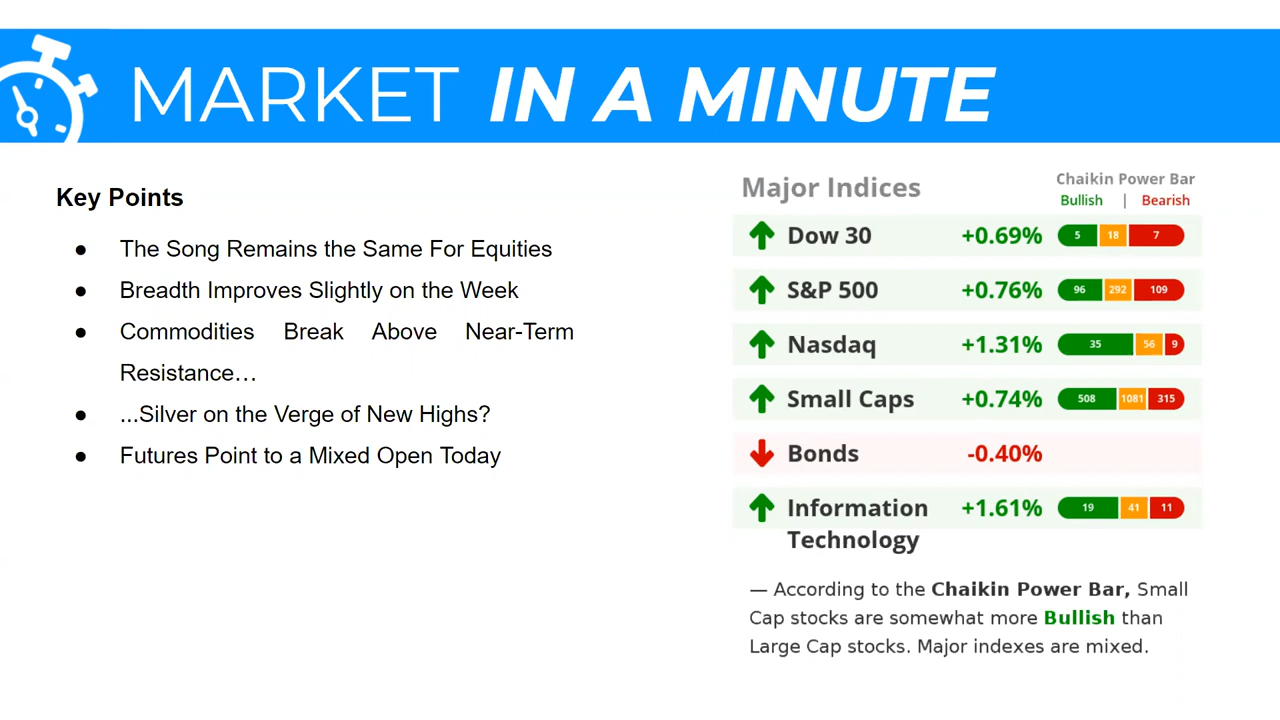 MARKET IN A MINUTE
Key Points
● The Song Remains the Same For Equities
● Breadth Improves Slightly on the Week
● Commodities Break Above Near-Term
Resistance…
● ...Silver on the Verge of New Highs?
● Futures Point to a Mixed Open Today
Major Indices
Chaikin Power Bar
Bullish | Bearish
Dow 30 +0.69% 5 18 7
S&P 500 +0.76% 96 292 109
Nasdaq +1.31% 35 56 9
Small Caps +0.74% 508 1081 315
Bonds -0.40%
Information +1.61% 19 41 11
Technology
— According to the Chaikin Power Bar, Small
Cap stocks are somewhat more Bullish than
Large Cap stocks. Major indexes are mixed.